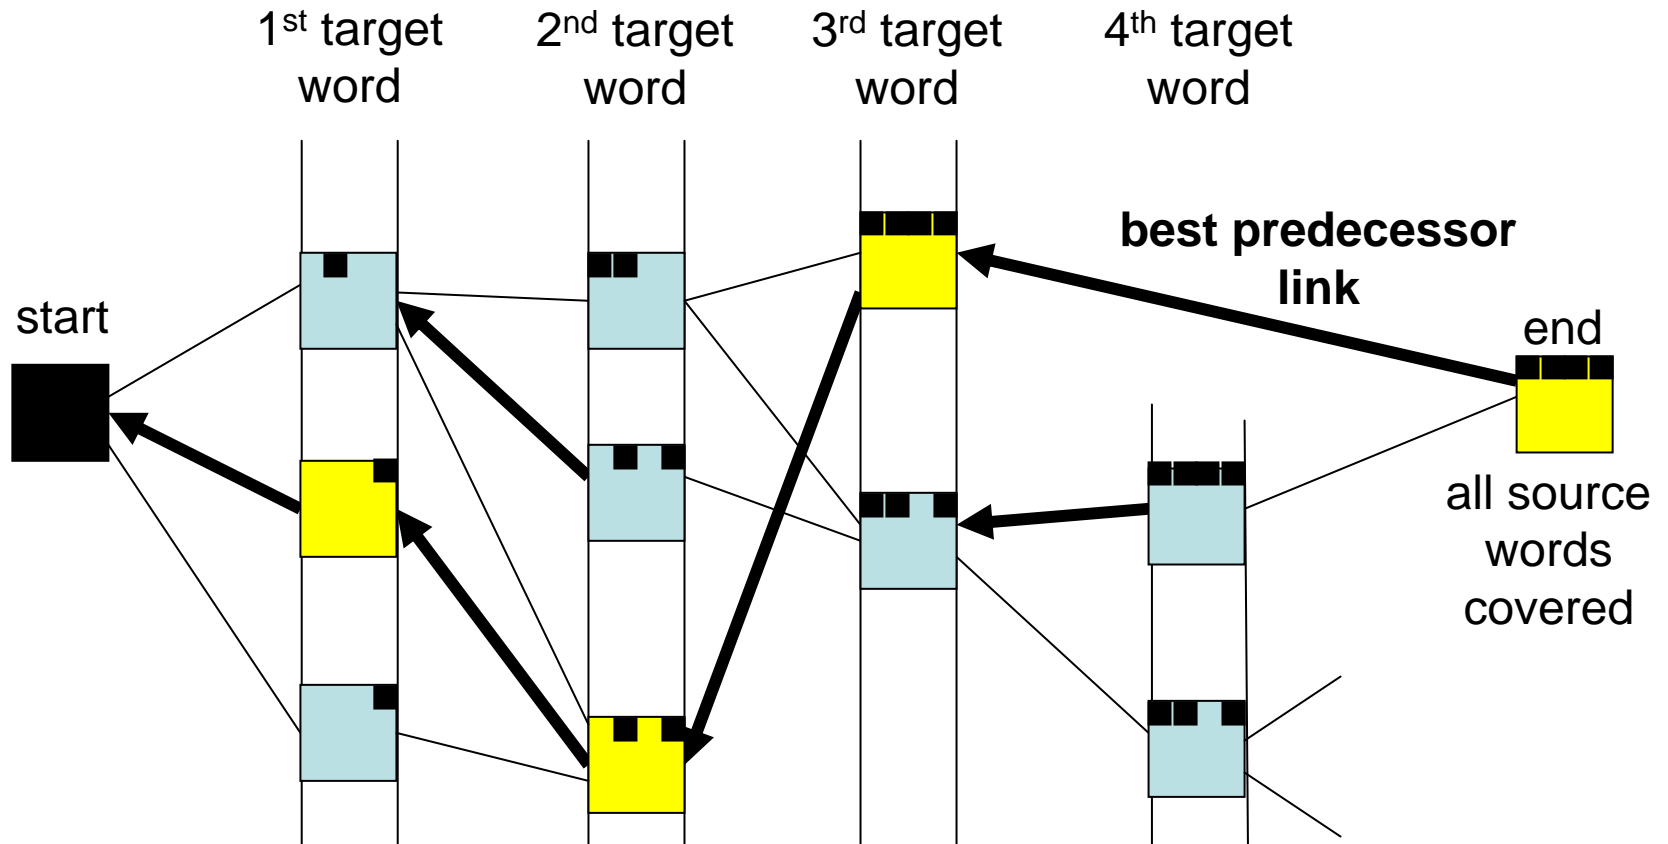 1st target
word
2nd target
word
3rd target
word
4th target
word
start
best predecessor
link
end
all source
words
covered